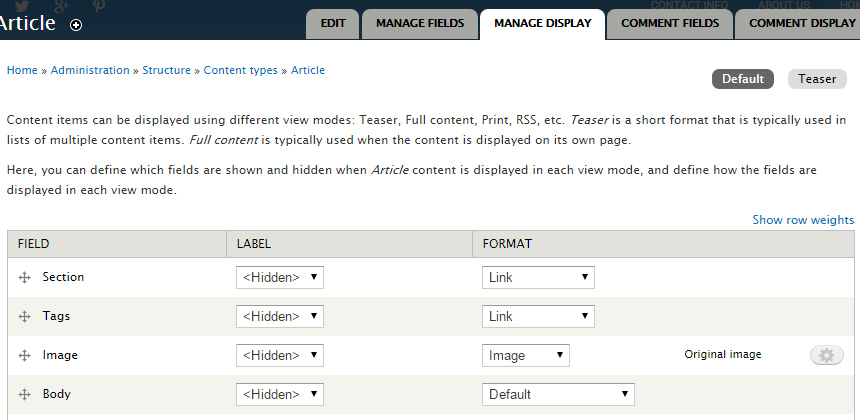 CONTACT INFO ABOUT US
Article
EDIT MANAGE FIELDS MANAGE DISPLAY COMMENT FIELDS COMMENT DISPLAY
Home » Administration » Structure » Content types » Article
Default Teaser
Content items can be displayed using different view modes: Teaser, Full content, Print, RSS, etc. Teaser is a short format that is typically used in
lists of multiple content items. Full content is typically used when the content is displayed on its own page.
Here, you can define which fields are shown and hidden when Article content is displayed in each view mode, and define how the fields are
displayed in each view mode.
Show row weights
FIELD LABEL FORMAT
Section <Hidden> Link
Tags <Hidden> Link
Image <Hidden> Image Original image
Body <Hidden> Default